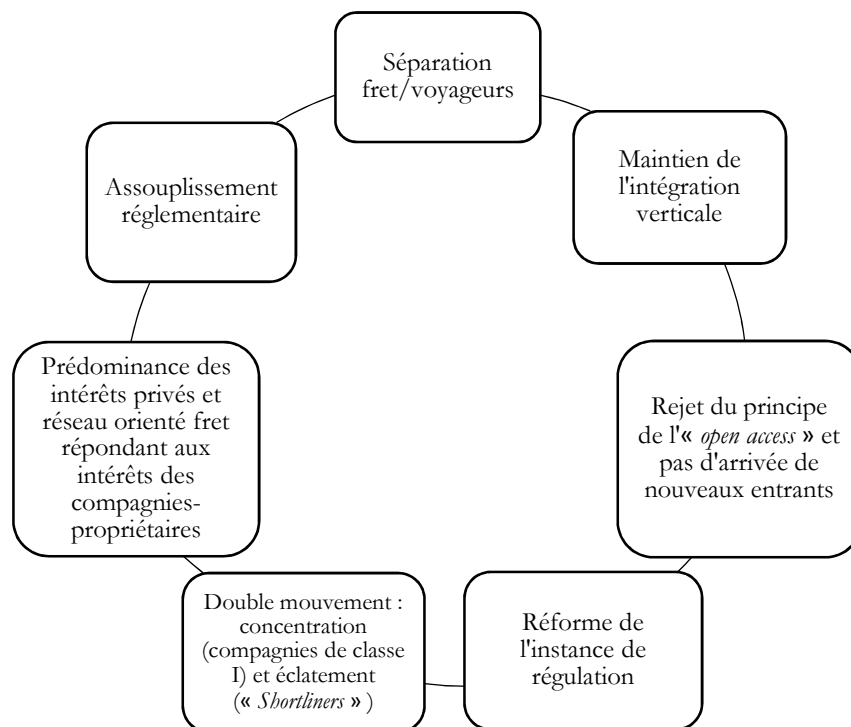 Séparation
fret/voyageurs
Maintien de
l'intégration
verticale
Rejet du principe
de l'« open access » et
pas d'arrivée de
nouveaux entrants
Réforme de
l'instance de
régulation
Double mouvement :
concentration
(compagnies de classe
I) et éclatement
(« Shortliners » )
Prédominance des
intérêts privés et
réseau orienté fret
répondant aux
intérêts des
compagnies-
propriétaires
Assouplissement
réglementaire